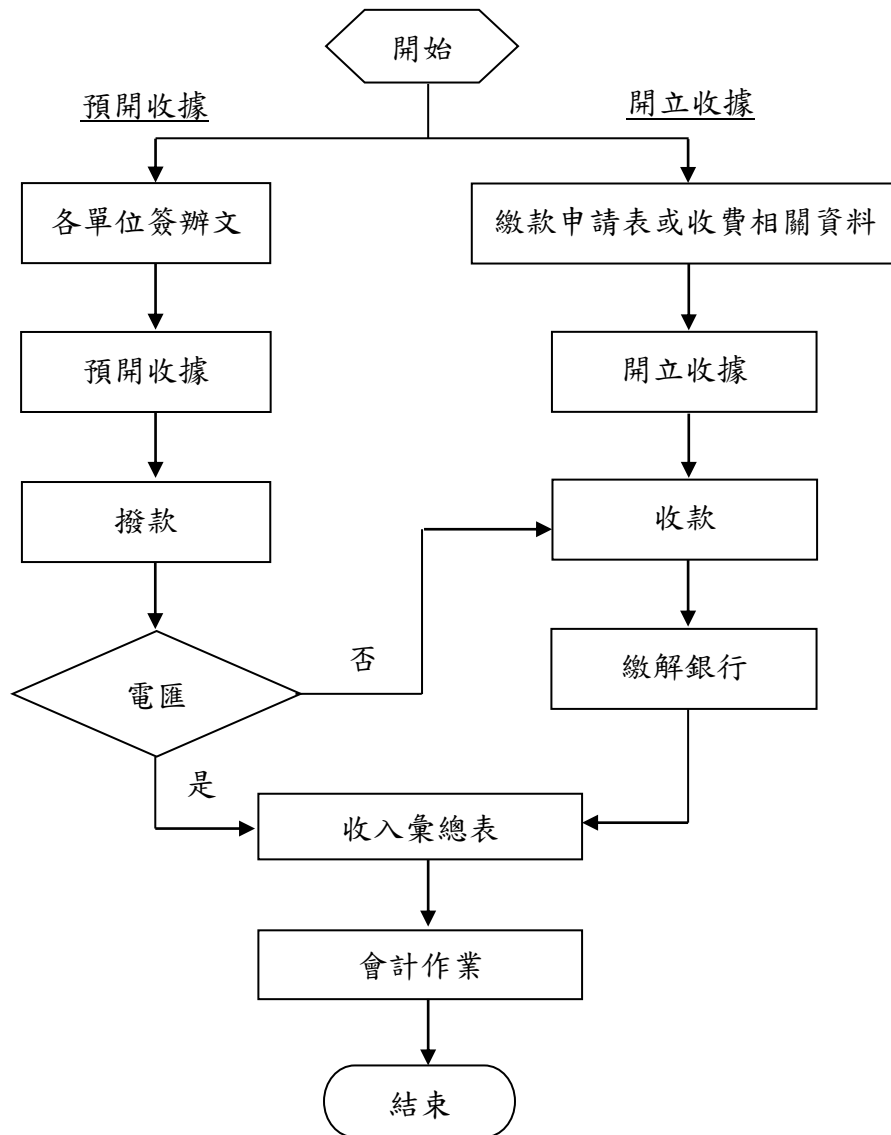 開始
預開收據
開立收據
各單位簽辦文
繳款申請表或收費相關資料
預開收據
開立收據
撥款
收款
電匯
否
繳解銀行
是
收入彙總表
會計作業
結束